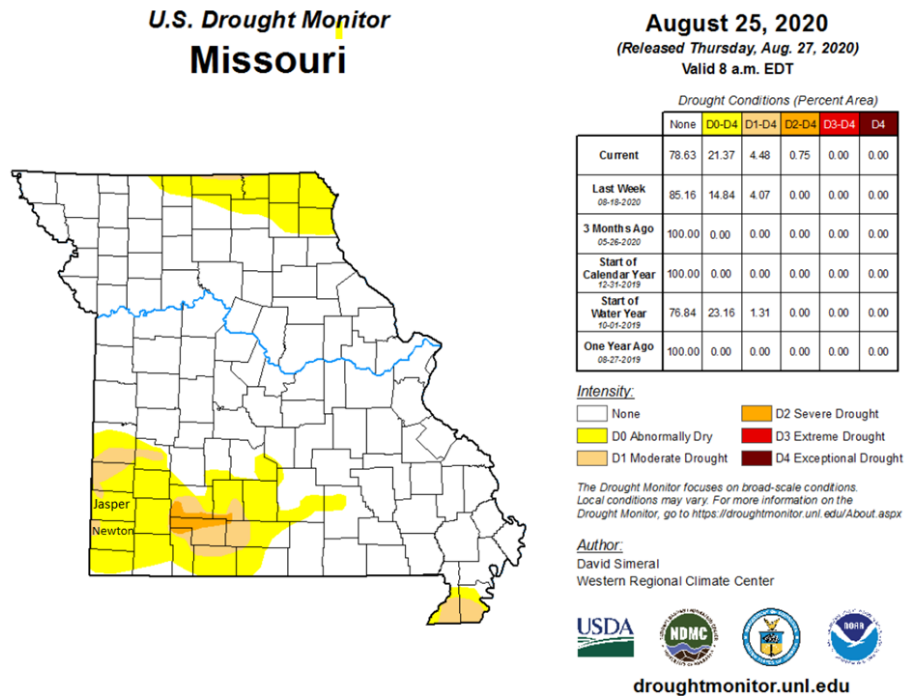 U.S. Drought Monitor
Missouri
August 25, 2020
(Released Thursday, Aug. 27, 2020)
Valid 8 a.m. EDT
Drought Conditions (Percent Area)
None D0-D4 D1-D4 D2-D4 D3-D4 D4
Current 78.63 21.37 4.48 0.75 0.00 0.00
Last Week 85.16 14.84 4.07 0.00 0.00 0.00
08-18-2020
3 Months Ago 100.00 0.00 0.00 0.00 0.00 0.00
05-26-2020
Start of
Calendar Year 100.00 0.00 0.00 0.00 0.00 0.00
12-31-2019
Start of
Water Year 76.84 23.16 1.31 0.00 0.00 0.00
10-01-2019
One Year Ago 100.00 0.00 0.00 0.00 0.00 0.00
08-27-2019
Jasper
Newton
Intensity:
None
D0 Abnormally Dry
D1 Moderate Drought
D2 Severe Drought
D3 Extreme Drought
D4 Exceptional Drought
The Drought Monitor focuses on broad-scale conditions.
Local conditions may vary. For more information on the
Drought Monitor, go to https://droughtmonitor.unl.edu/About.aspx
Author:
David Simeral
Western Regional Climate Center
USDA
NDMC
NOAA
droughtmonitor.unl.edu